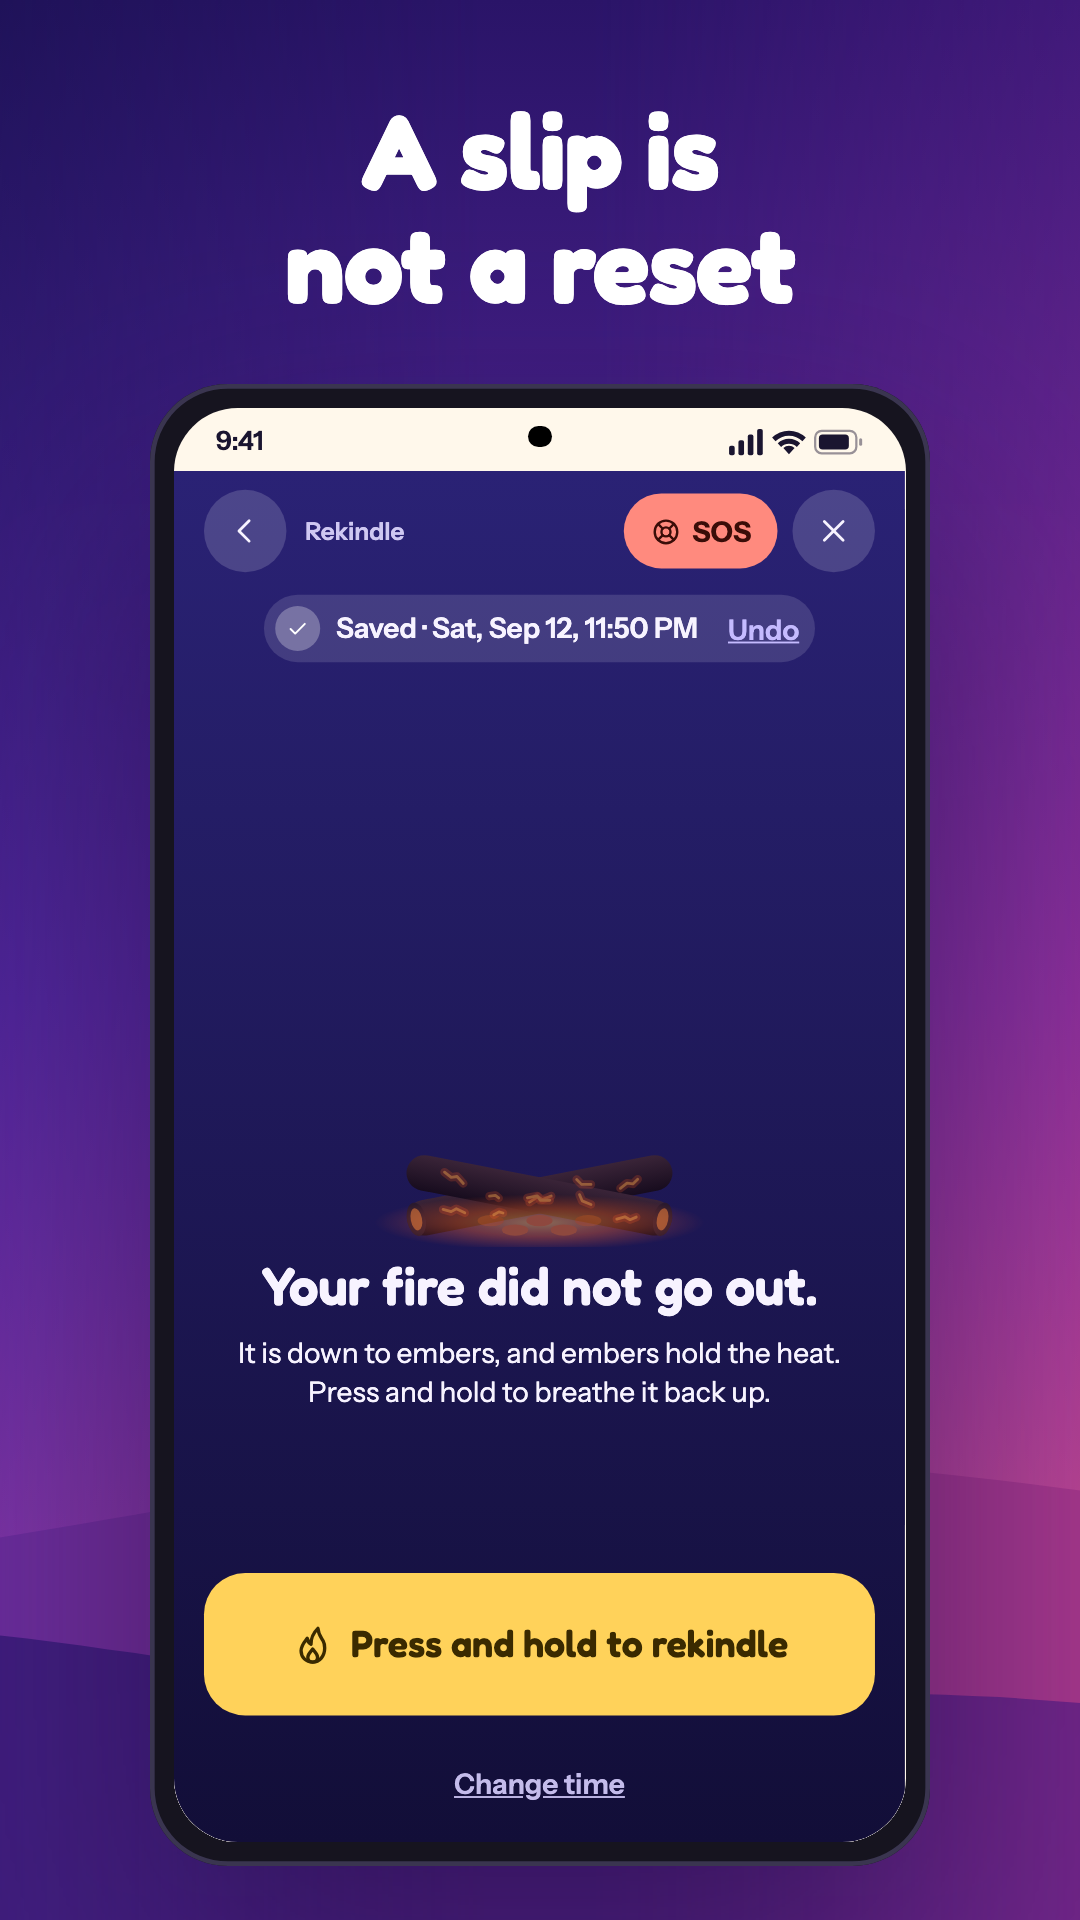 A slip is
not a reset
9:41
Rekindle
SOS
Saved · Sat, Sep 12, 11:50 PM Undo
Your fire did not go out.
It is down to embers, and embers hold the heat.
Press and hold to breathe it back up.
Press and hold to rekindle
Change time